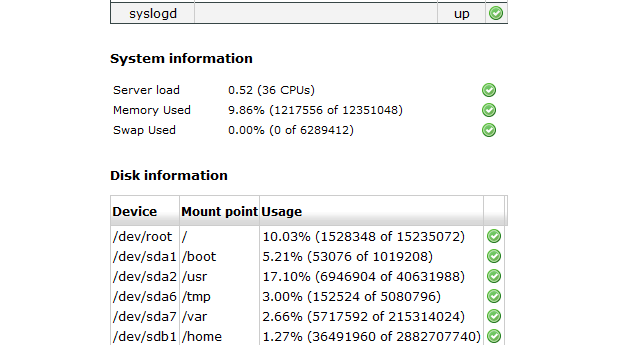 syslogd up
System information
Server load 0.52 (36 CPUs)
Memory Used 9.86% (1217556 of 12351048)
Swap Used 0.00% (0 of 6289412)
Disk information
Device Mount point Usage
/dev/root / 10.03% (1528348 of 15235072)
/dev/sda1 /boot 5.21% (53076 of 1019208)
/dev/sda2 /usr 17.10% (6946904 of 40631988)
/dev/sda6 /tmp 3.00% (152524 of 5080796)
/dev/sda7 /var 2.66% (5717592 of 215314024)
/dev/sdb1 /home 1.27% (36491960 of 2882707740)